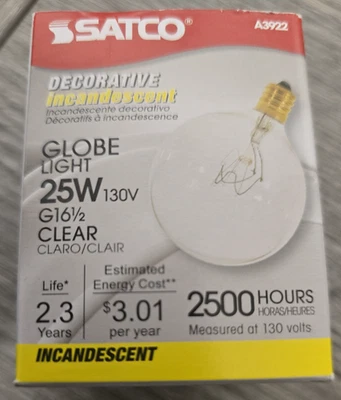 SATCO®
A3922
DECORATIVE
Incandescent
Incandescente decorativo
Décoratifs à incandescence
GLOBE
LIGHT
25W 130V
G16½
CLEAR
CLARO/CLAIR
Life*
2.3
Years
Estimated
Energy Cost**
$3.01
per year
2500 HOURS
HORAS/HEURES
Measured at 130 volts
INCANDESCENT